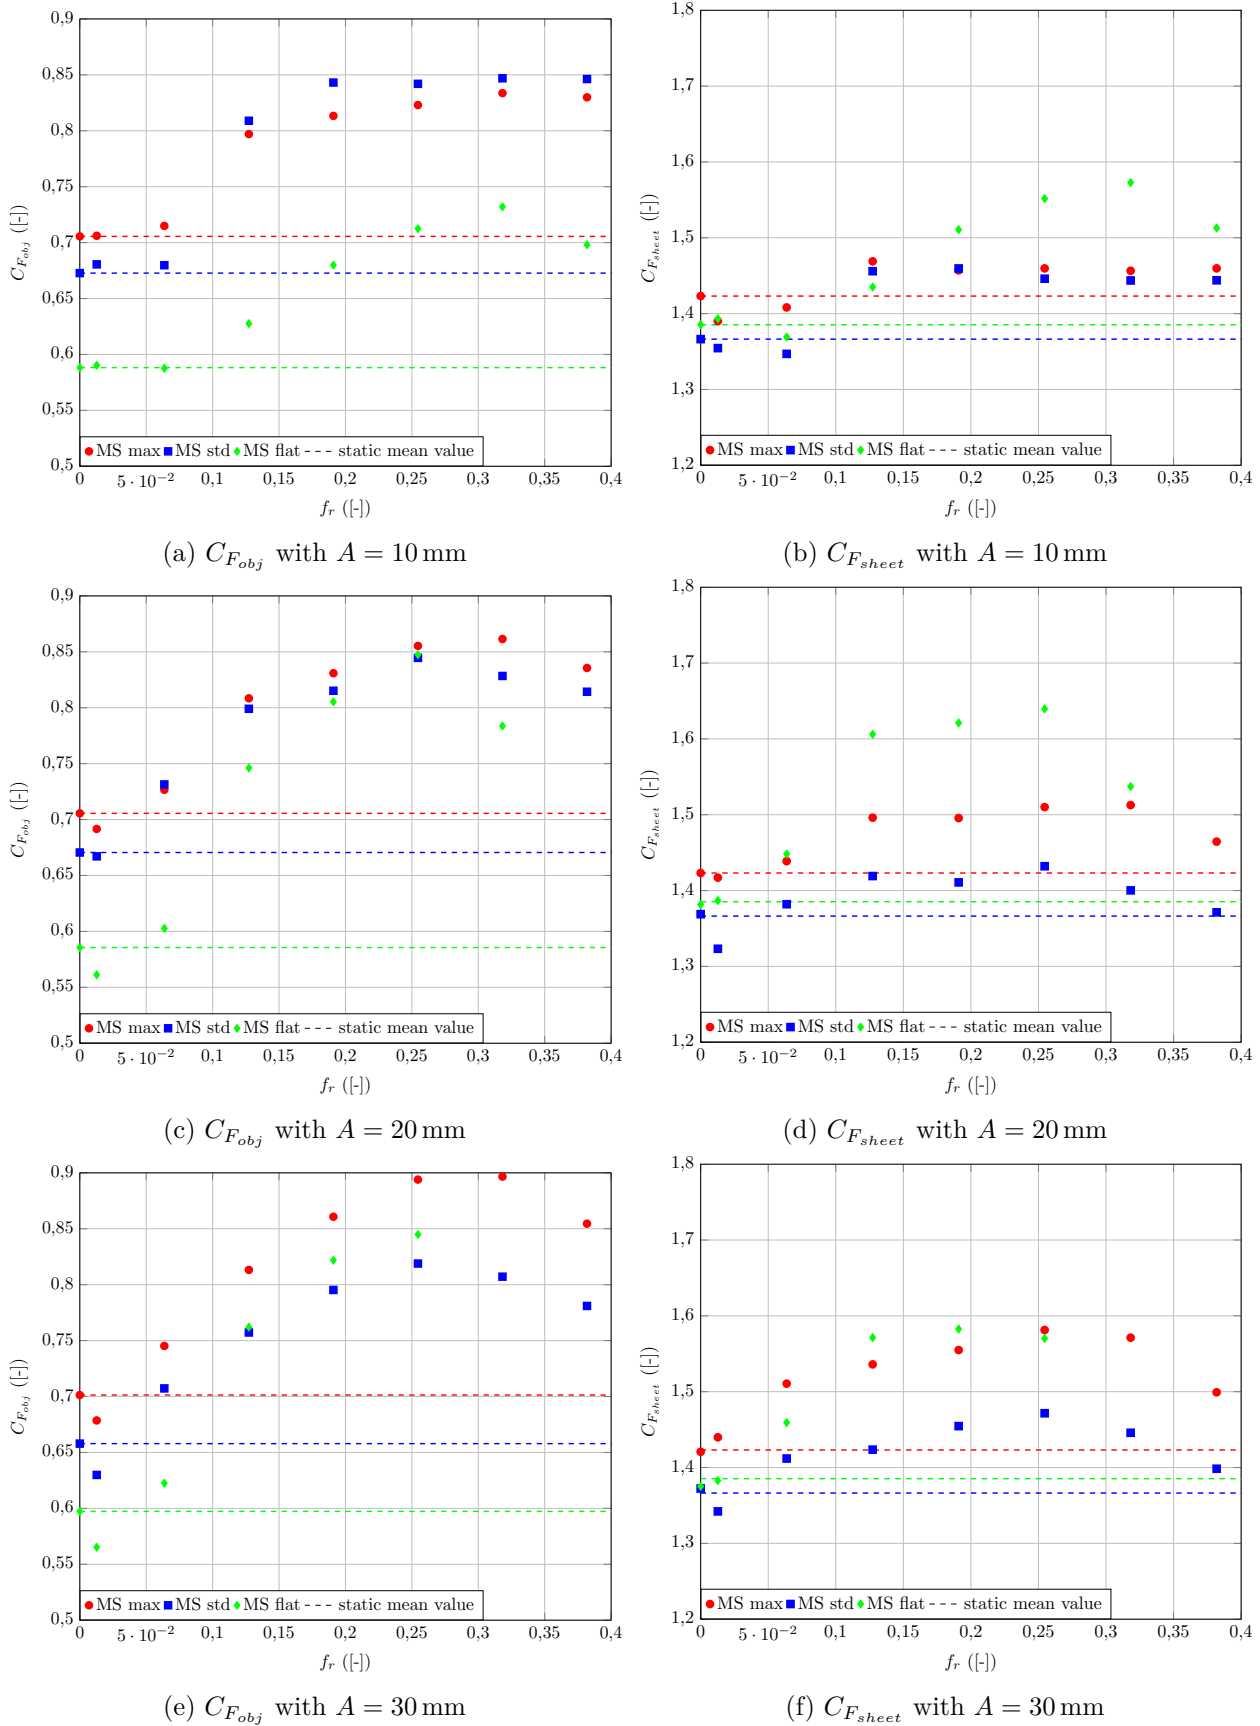 0,9
0,85
0,8
0,75
0,7
0,65
0,6
0,55
0,5
C_{F_{obj}} ([-])
MS max MS std MS flat static mean value
0 5 · 10^{-2} 0,1 0,15 0,2 0,25 0,3 0,35 0,4
f_r ([-])
(a) C_{F_{obj}} with A = 10 mm
1,8
1,7
1,6
1,5
1,4
1,3
1,2
C_{F_{sheet}} ([-])
MS max MS std MS flat static mean value
0 5 · 10^{-2} 0,1 0,15 0,2 0,25 0,3 0,35 0,4
f_r ([-])
(b) C_{F_{sheet}} with A = 10 mm
0,9
0,85
0,8
0,75
0,7
0,65
0,6
0,55
0,5
C_{F_{obj}} ([-])
MS max MS std MS flat static mean value
0 5 · 10^{-2} 0,1 0,15 0,2 0,25 0,3 0,35 0,4
f_r ([-])
(c) C_{F_{obj}} with A = 20 mm
1,8
1,7
1,6
1,5
1,4
1,3
1,2
C_{F_{sheet}} ([-])
MS max MS std MS flat static mean value
0 5 · 10^{-2} 0,1 0,15 0,2 0,25 0,3 0,35 0,4
f_r ([-])
(d) C_{F_{sheet}} with A = 20 mm
0,9
0,85
0,8
0,75
0,7
0,65
0,6
0,55
0,5
C_{F_{obj}} ([-])
MS max MS std MS flat static mean value
0 5 · 10^{-2} 0,1 0,15 0,2 0,25 0,3 0,35 0,4
f_r ([-])
(e) C_{F_{obj}} with A = 30 mm
1,8
1,7
1,6
1,5
1,4
1,3
1,2
C_{F_{sheet}} ([-])
MS max MS std MS flat static mean value
0 5 · 10^{-2} 0,1 0,15 0,2 0,25 0,3 0,35 0,4
f_r ([-])
(f) C_{F_{sheet}} with A = 30 mm